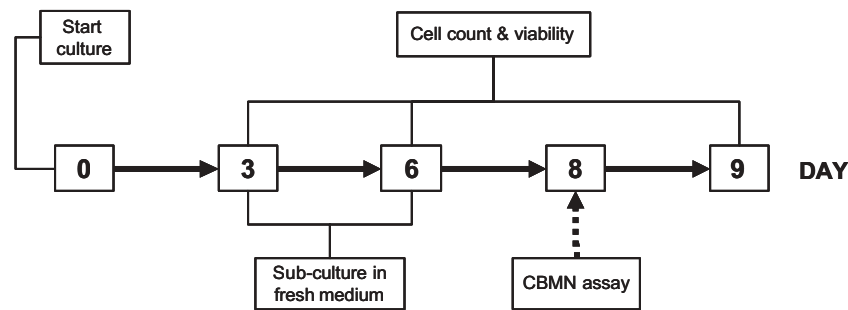 Start
culture
Cell count & viability
0
3
6
8
9
DAY
Sub-culture in
fresh medium
CBMN assay